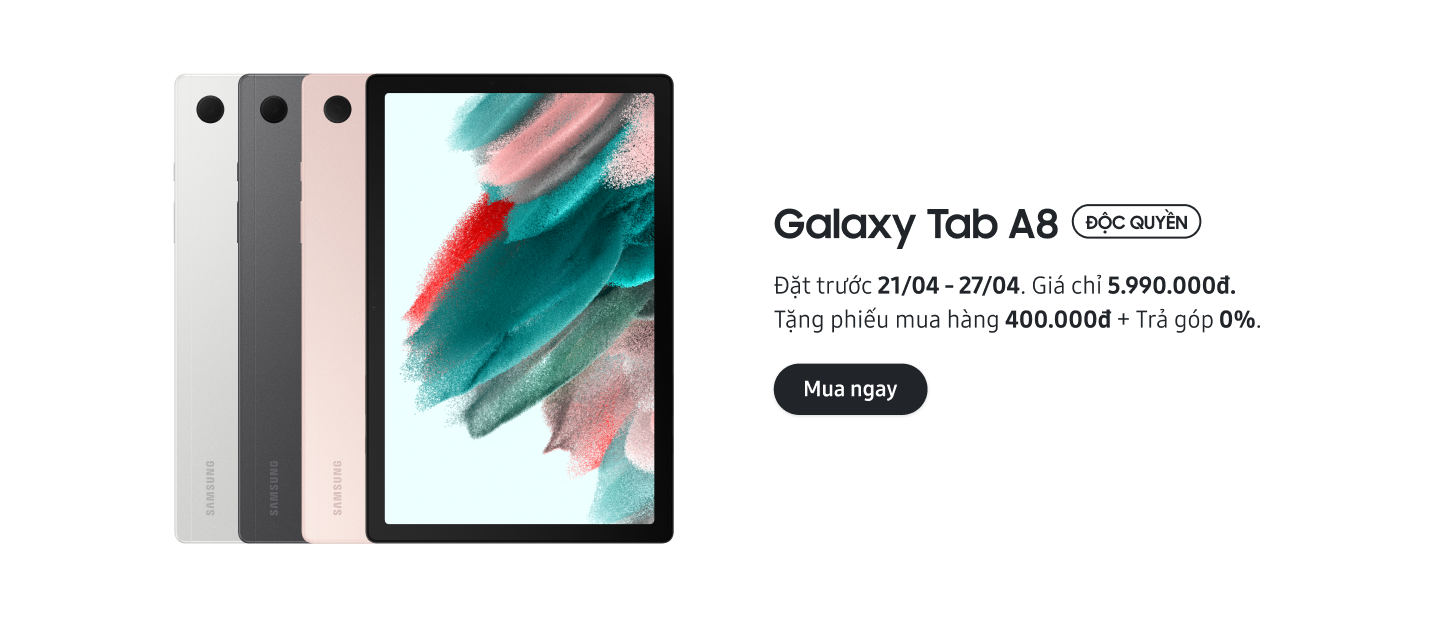 Galaxy Tab A8 ĐỘC QUYỀN
Đặt trước 21/04 - 27/04. Giá chỉ 5.990.000đ.
Tặng phiếu mua hàng 400.000đ + Trả góp 0%.
Mua ngay
SAMSUNG
SAMSUNG
SAMSUNG